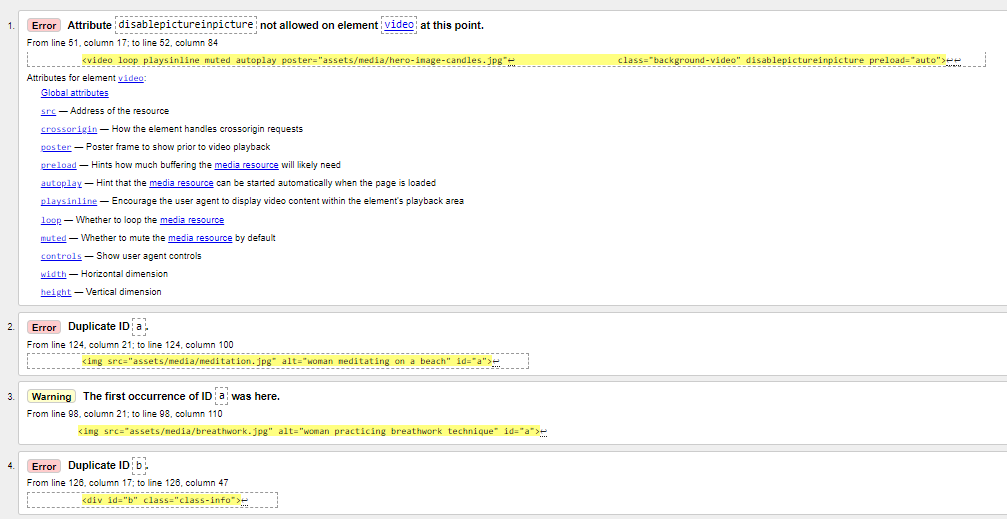 1. Error Attribute disablepictureinpicture not allowed on element video at this point.
From line 51, column 17; to line 52, column 84
<video loop playsinline muted autoplay poster="assets/media/hero-image-candles.jpg"↩ class="background-video" disablepictureinpicture preload="auto">↩↩
Attributes for element video:
Global attributes
src — Address of the resource
crossorigin — How the element handles crossorigin requests
poster — Poster frame to show prior to video playback
preload — Hints how much buffering the media resource will likely need
autoplay — Hint that the media resource can be started automatically when the page is loaded
playsinline — Encourage the user agent to display video content within the element's playback area
loop — Whether to loop the media resource
muted — Whether to mute the media resource by default
controls — Show user agent controls
width — Horizontal dimension
height — Vertical dimension
2. Error Duplicate ID a.
From line 124, column 21; to line 124, column 100
<img src="assets/media/meditation.jpg" alt="woman meditating on a beach" id="a">↩
3. Warning The first occurrence of ID a was here.
From line 98, column 21; to line 98, column 110
<img src="assets/media/breathwork.jpg" alt="woman practicing breathwork technique" id="a">↩
4. Error Duplicate ID b.
From line 126, column 17; to line 126, column 47
<div id="b" class="class-info">↩